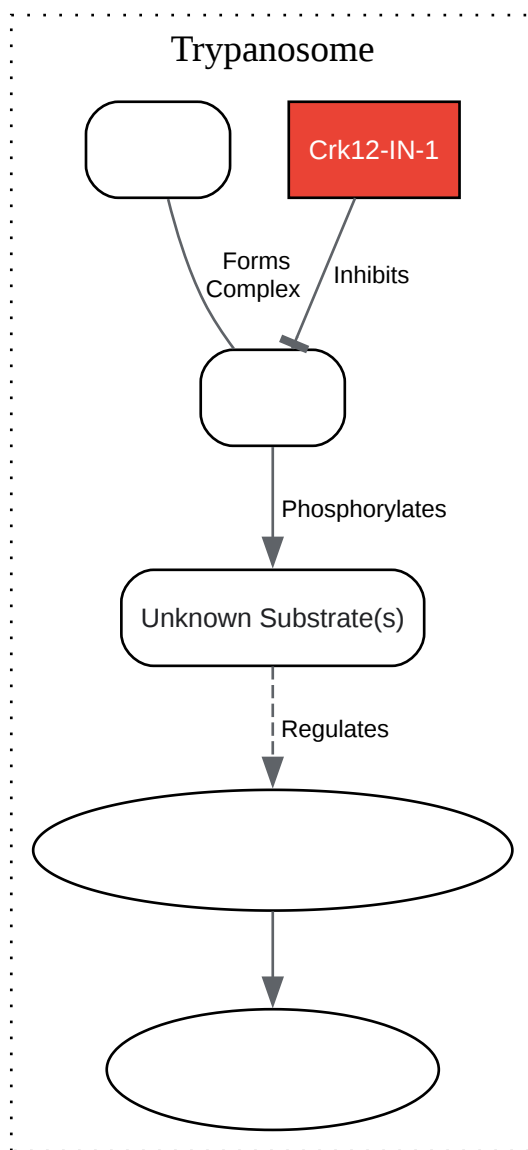 Trypanosome
Crk12-IN-1
Forms
Complex
Inhibits
Phosphorylates
Unknown Substrate(s)
Regulates